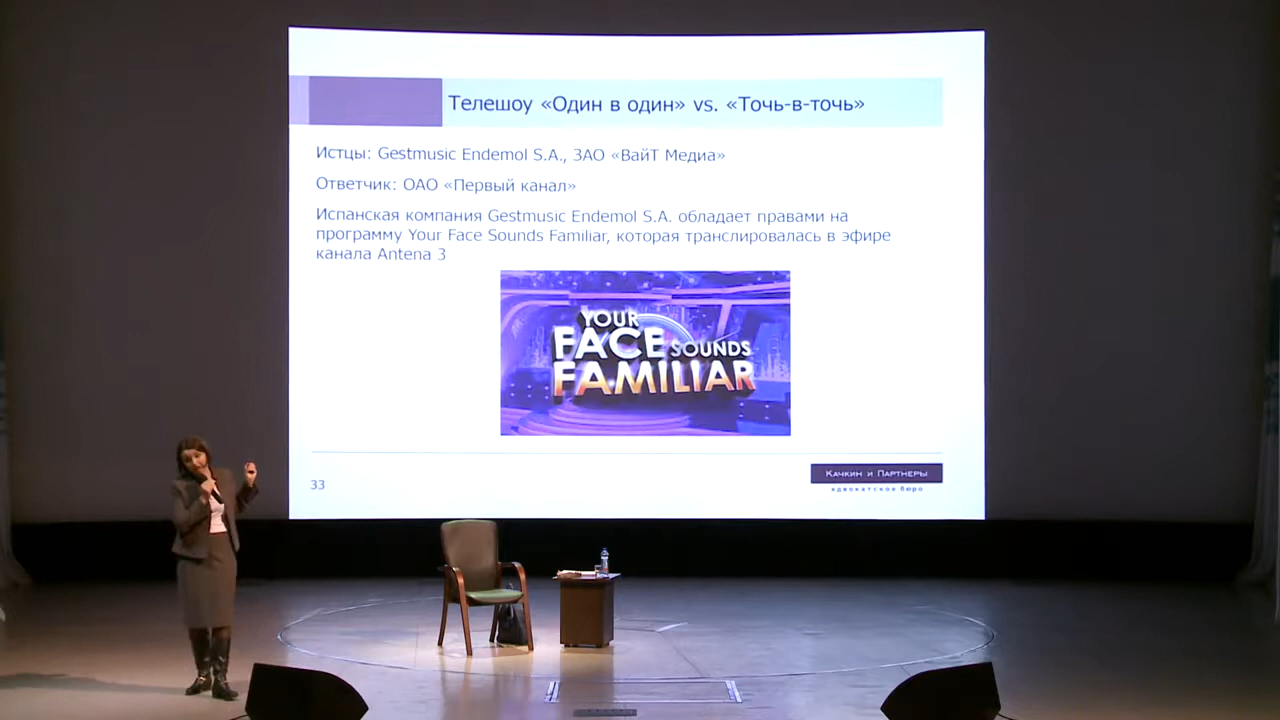 Телешоу «Один в один» vs. «Точь-в-точь»
Истцы: Gestmusic Endemol S.A., ЗАО «ВайТ Медиа»
Ответчик: ОАО «Первый канал»
Испанская компания Gestmusic Endemol S.A. обладает правами на
программу Your Face Sounds Familiar, которая транслировалась в эфире
канала Antena 3
YOUR
FACE SOUNDS
FAMILIAR
Качкин и Партнеры
адвокатское бюро
33